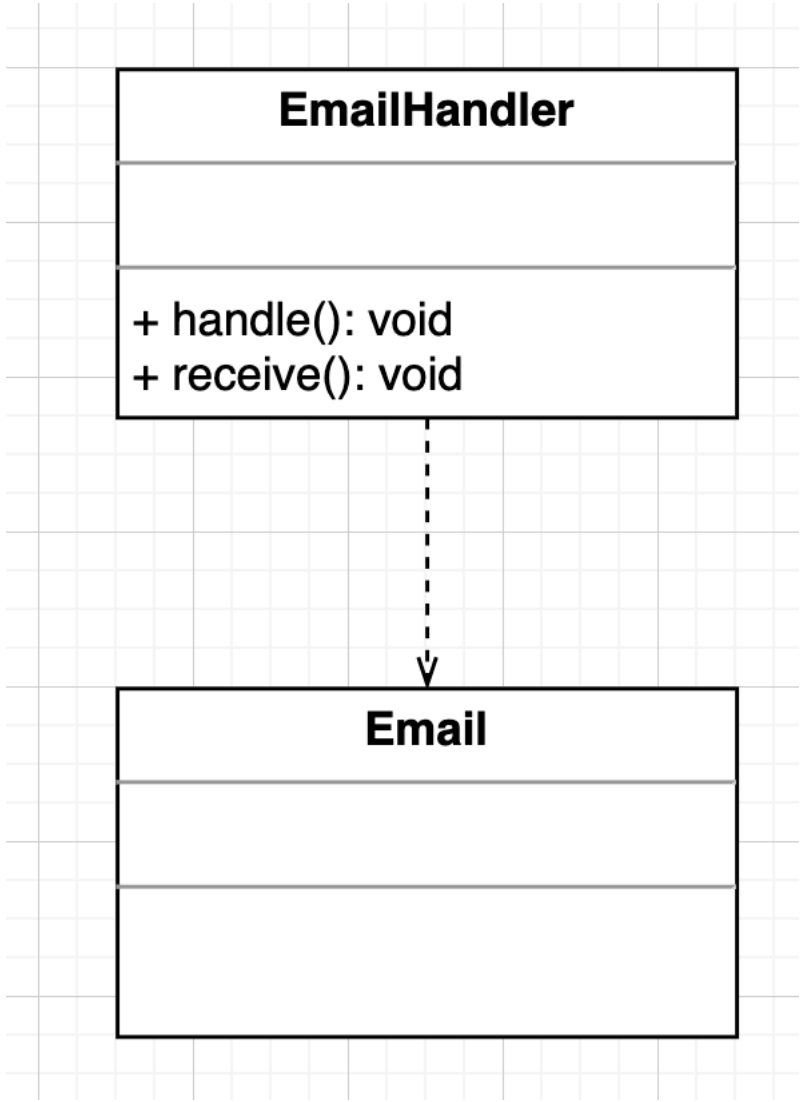 EmailHandler
+ handle(): void
+ receive(): void
Email